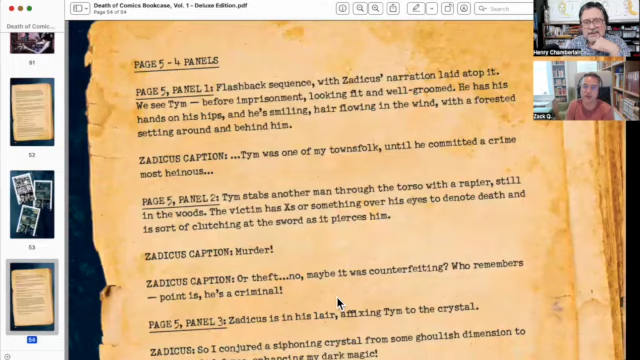 Death of Comics Bookcase, Vol. 1 - Deluxe Edition.pdf
Page 54 of 54
Death of Comic...
Search
91
52
53
54
PAGE 5 - 4 PANELS
PAGE 5, PANEL 1: Flashback sequence, with Zadicus' narration laid atop it.
We see Tym — before imprisonment, looking fit and well-groomed. He has his
hands on his hips, and he's smiling, hair flowing in the wind, with a forested
setting around and behind him.
ZADICUS CAPTION: ...Tym was one of my townsfolk, until he committed a crime
most heinous...
PAGE 5, PANEL 2: Tym stabs another man through the torso with a rapier, still
in the woods. The victim has Xs or something over his eyes to denote death and
is sort of clutching at the sword as it pierces him.
ZADICUS CAPTION: Murder!
ZADICUS CAPTION: Or theft...no, maybe it was counterfeiting? Who remembers
— point is, he's a criminal!
PAGE 5, PANEL 3: Zadicus is in his lair, affixing Tym to the crystal.
ZADICUS: So I conjured a siphoning crystal from some ghoulish dimension to
enhancing my dark magic!
Henry Chamberlain
Zack Q.